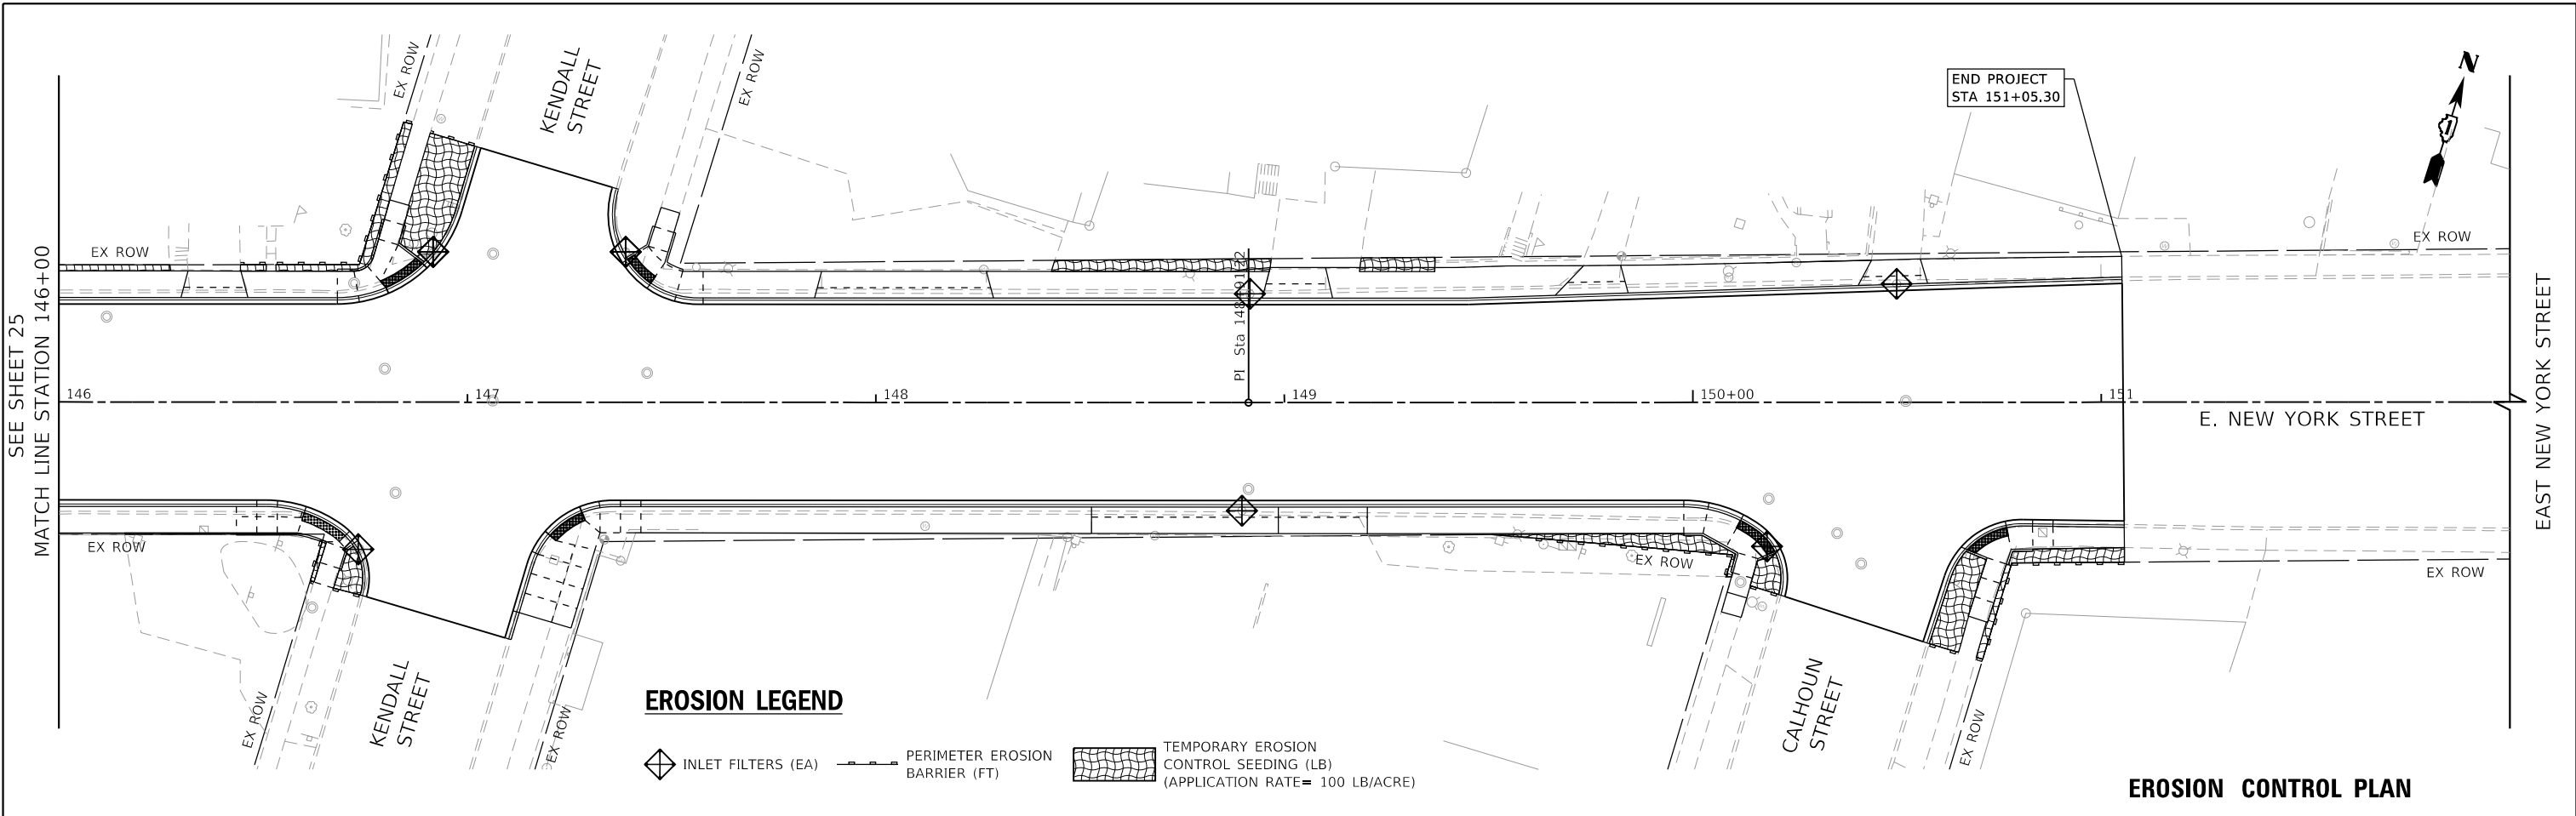 EX ROW
KENDALL
STREET
EX ROW
END PROJECT
STA 151+05.30
N
EX ROW
EX ROW
SEE SHEET 25
MATCH LINE STATION 146+00
PI Sta
146
147
148
149
150+00
151
E. NEW YORK STREET
EAST NEW YORK STREET
EX ROW
EX ROW
EX ROW
EX ROW
KENDALL
STREET
EX ROW
CALHOUN
STREET
EX ROW
EROSION LEGEND
INLET FILTERS (EA)
PERIMETER EROSION
BARRIER (FT)
TEMPORARY EROSION
CONTROL SEEDING (LB)
(APPLICATION RATE= 100 LB/ACRE)
EROSION CONTROL PLAN